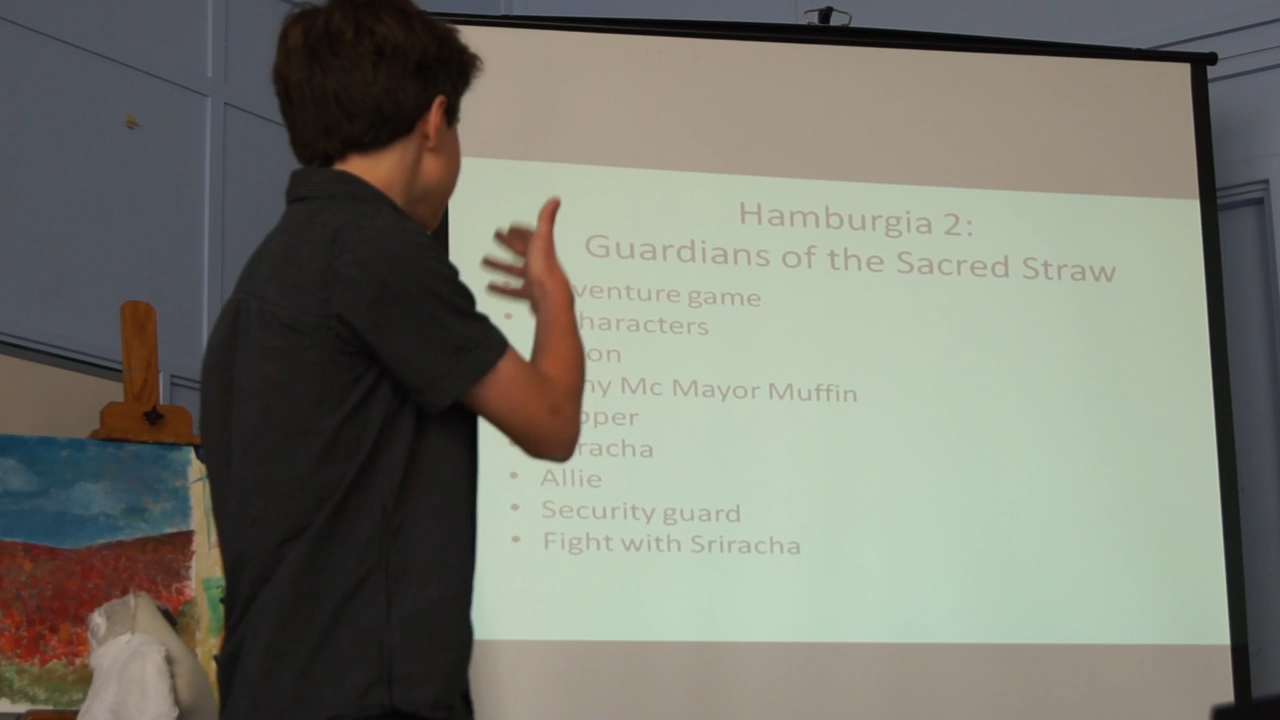 Hamburgia 2:
Guardians of the Sacred Straw
venture game
haracters
on
ny Mc Mayor Muffin
pper
racha
• Allie
• Security guard
• Fight with Sriracha